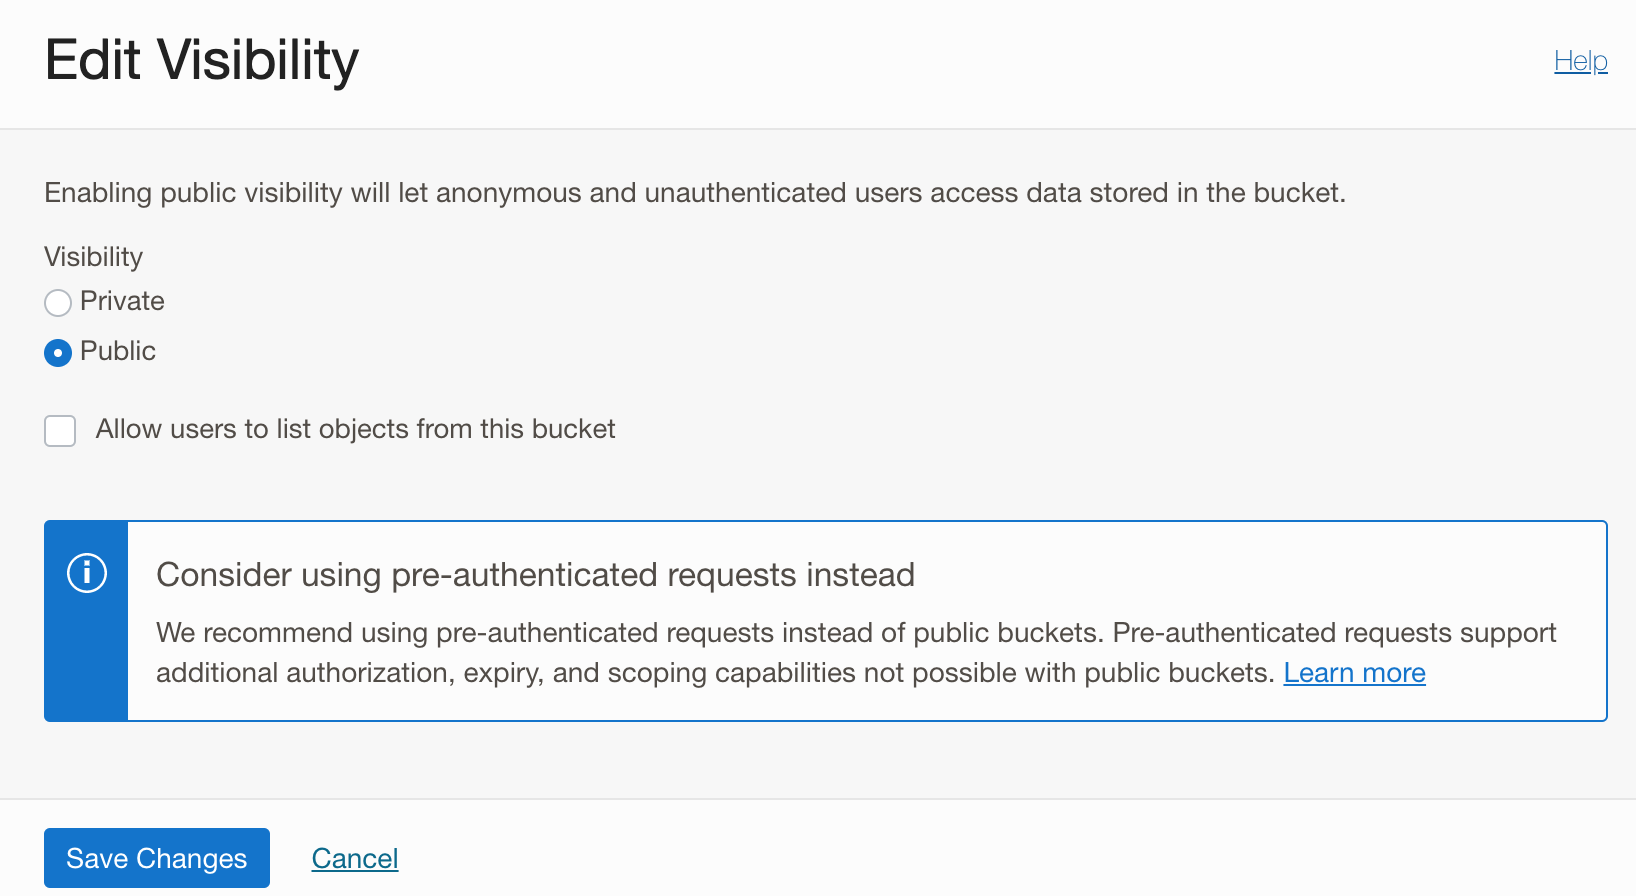 Edit Visibility
Help
Enabling public visibility will let anonymous and unauthenticated users access data stored in the bucket.
Visibility
Private
Public
Allow users to list objects from this bucket
Consider using pre-authenticated requests instead
We recommend using pre-authenticated requests instead of public buckets. Pre-authenticated requests support
additional authorization, expiry, and scoping capabilities not possible with public buckets. Learn more
Save Changes
Cancel